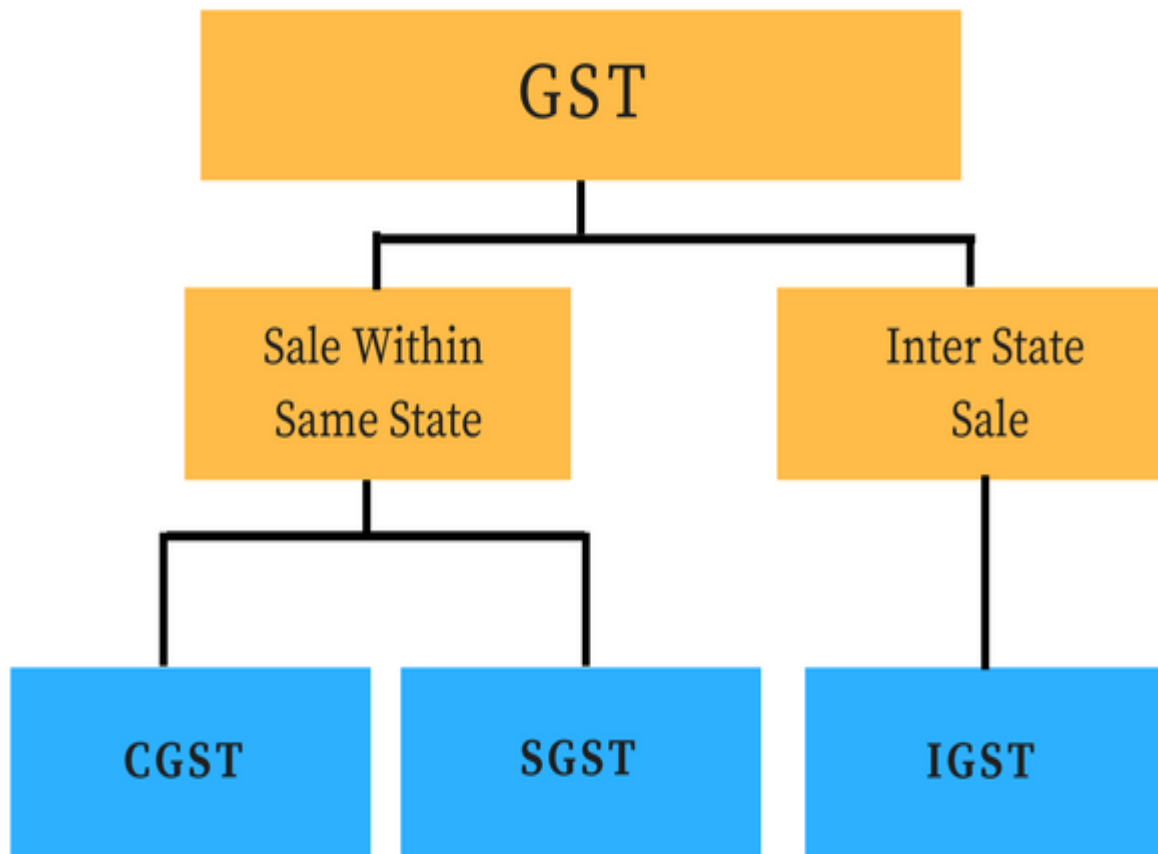 GST
Sale Within
Same State
Inter State
Sale
CGST
SGST
IGST